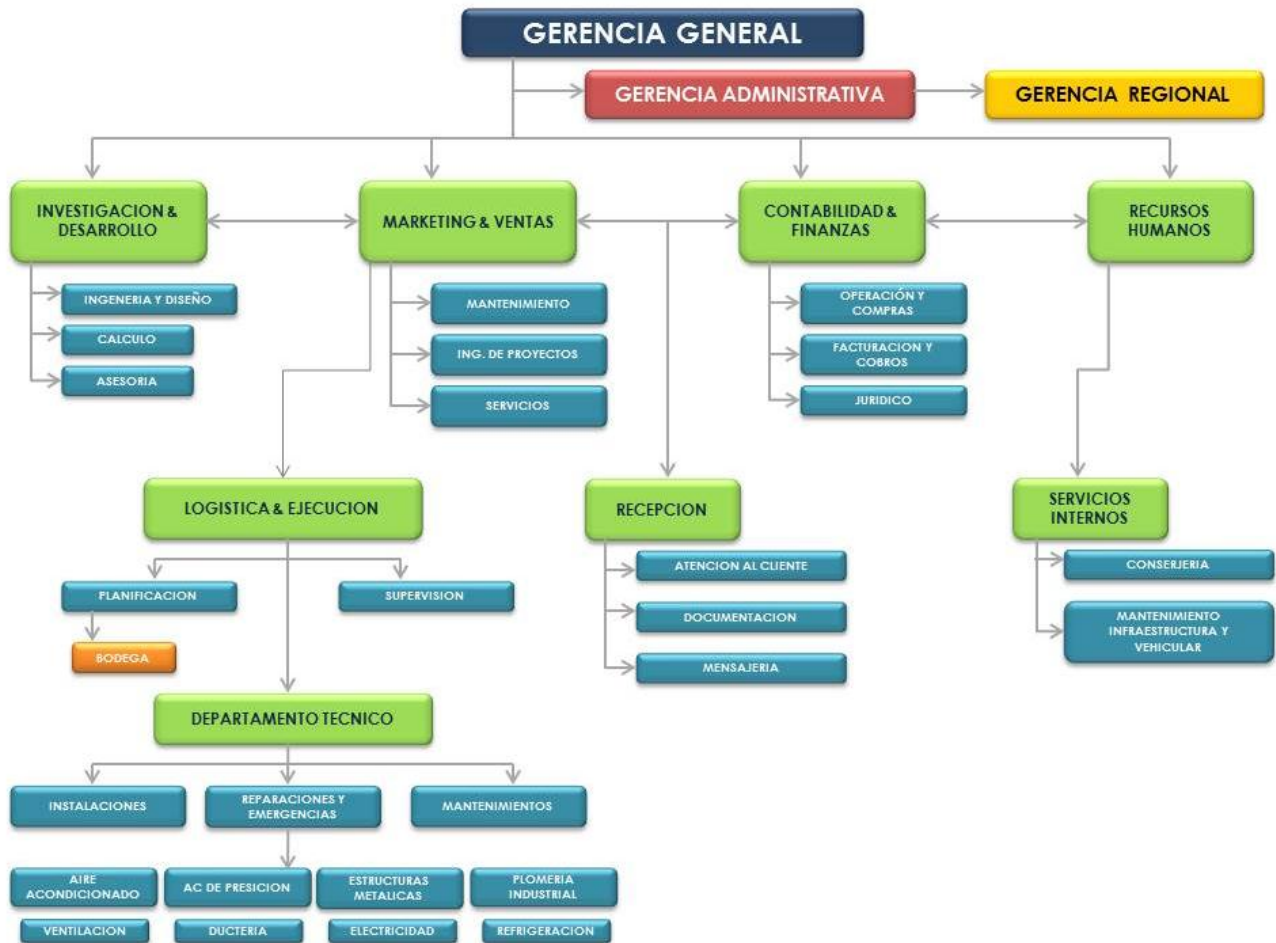 GERENCIA GENERAL
GERENCIA ADMINISTRATIVA
GERENCIA REGIONAL
INVESTIGACION &
DESARROLLO
MARKETING & VENTAS
CONTABILIDAD &
FINANZAS
RECURSOS
HUMANOS
INGENERIA Y DISEÑO
CALCULO
ASESORIA
MANTENIMIENTO
ING. DE PROYECTOS
SERVICIOS
OPERACIÓN Y
COMPRAS
FACTURACION Y
COBROS
JURIDICO
LOGISTICA & EJECUCION
RECEPCION
SERVICIOS
INTERNOS
PLANIFICACION
SUPERVISION
BODEGA
ATENCION AL CLIENTE
DOCUMENTACION
MENSAJERIA
CONSERJERIA
MANTENIMIENTO
INFRAESTRUCTURA Y
VEHICULAR
DEPARTAMENTO TECNICO
INSTALACIONES
REPARACIONES Y
EMERGENCIAS
MANTENIMIENTOS
AIRE
ACONDICIONADO
AC DE PRESICION
ESTRUCTURAS
METALICAS
PLOMERIA
INDUSTRIAL
VENTILACION
DUCTERIA
ELECTRICIDAD
REFRIGERACION